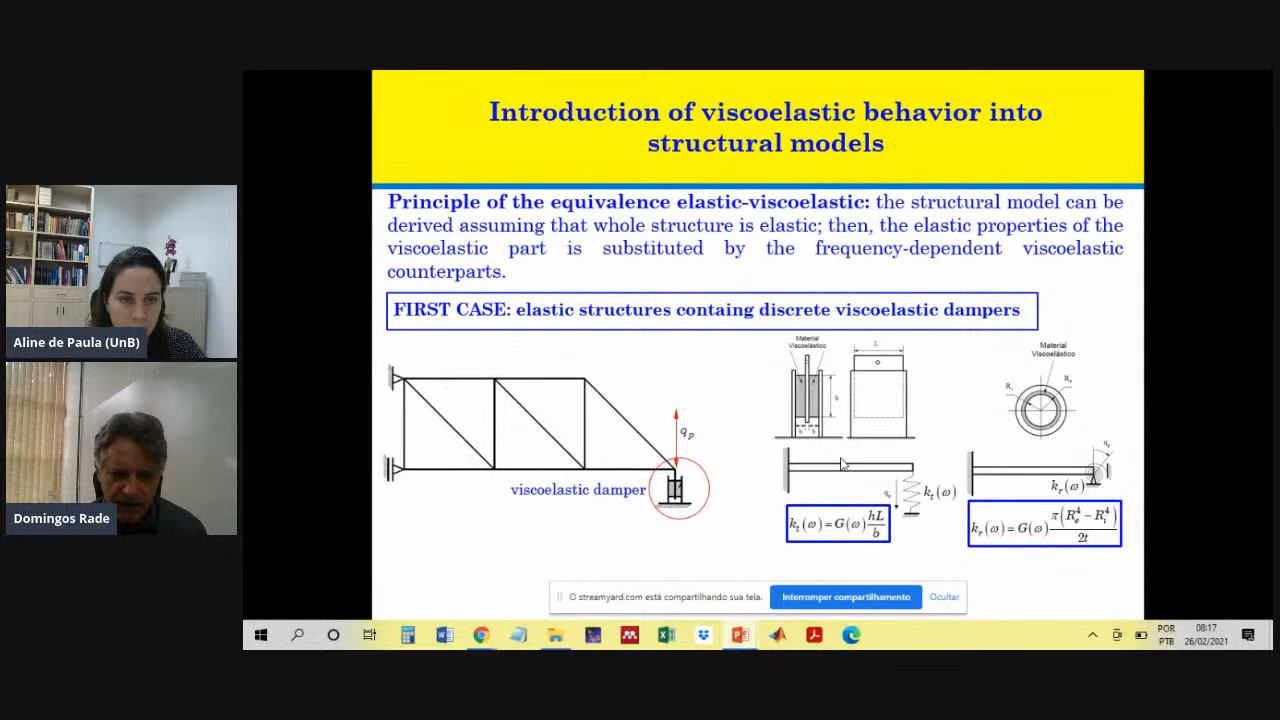 Introduction of viscoelastic behavior into
structural models
Principle of the equivalence elastic-viscoelastic: the structural model can be
derived assuming that whole structure is elastic; then, the elastic properties of the
viscoelastic part is substituted by the frequency-dependent viscoelastic
counterparts.
FIRST CASE: elastic structures containg discrete viscoelastic dampers
Material
Viscoelástico
L
h
b b
Material
Viscoelástico
R_i
R_e
q_p
viscoelastic damper
k_t(ω)
k_t(ω) = G(ω) hL/b
k_r(ω)
k_r(ω) = G(ω) π(R_e^4 − R_i^4)/2t
Aline de Paula (UnB)
Domingos Rade
O streamyard.com está compartilhando sua tela.
Interromper compartilhamento
Ocultar
POR
PTB
08:17
26/02/2021